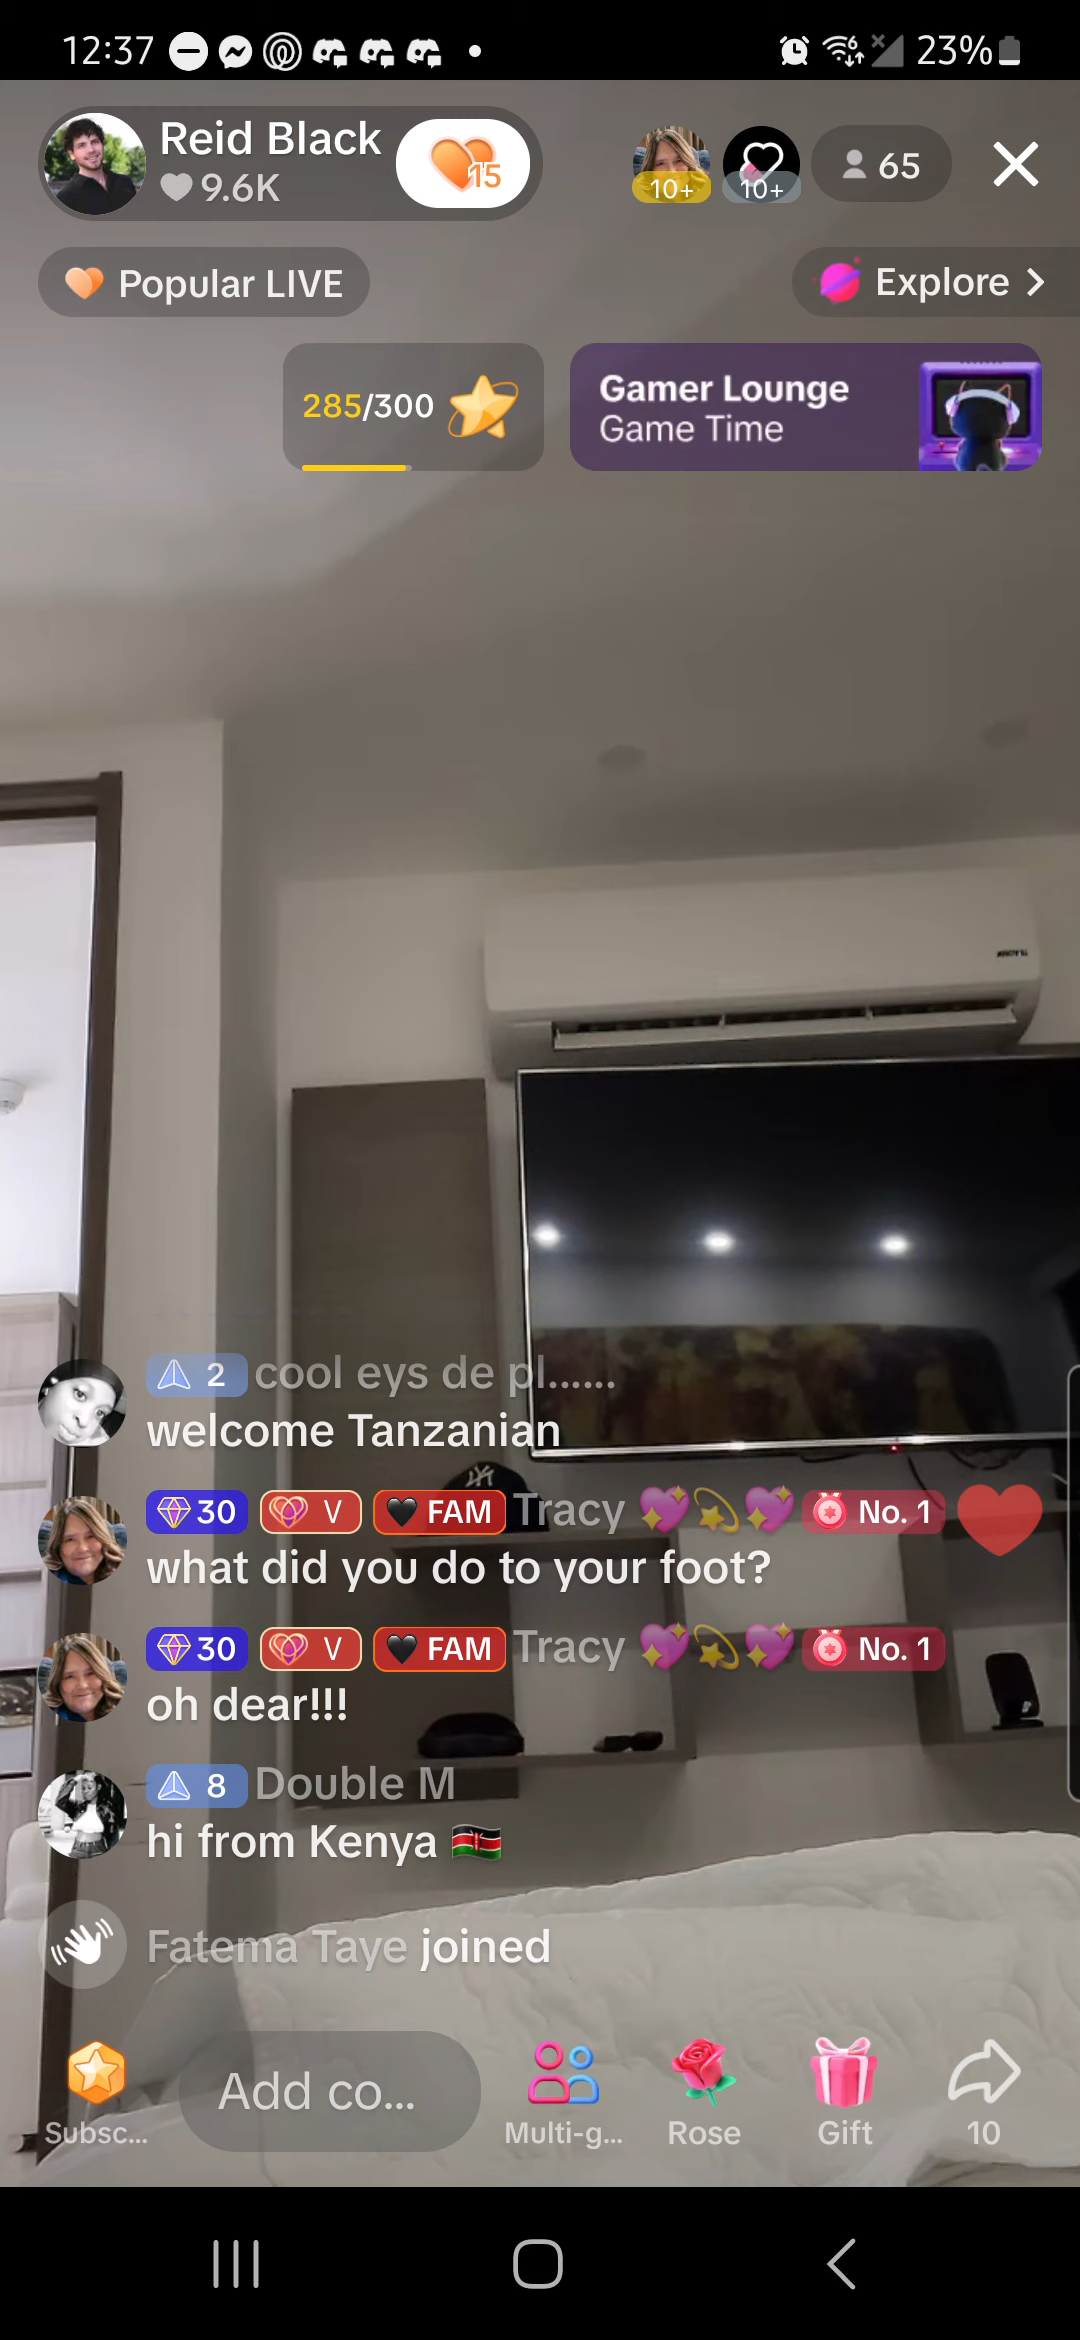 12:37
23%
Reid Black
9.6K
15
10+
10+
65
Popular LIVE
Explore
285/300
Gamer Lounge
Game Time
2 cool eys de pl......
welcome Tanzanian
30 V 🖤 FAM Tracy 💖💫💖 No. 1
what did you do to your foot?
30 V 🖤 FAM Tracy 💖💫💖 No. 1
oh dear!!!
8 Double M
hi from Kenya 🇰🇪
Fatema Taye joined
Subsc...
Add co...
Multi-g...
Rose
Gift
10